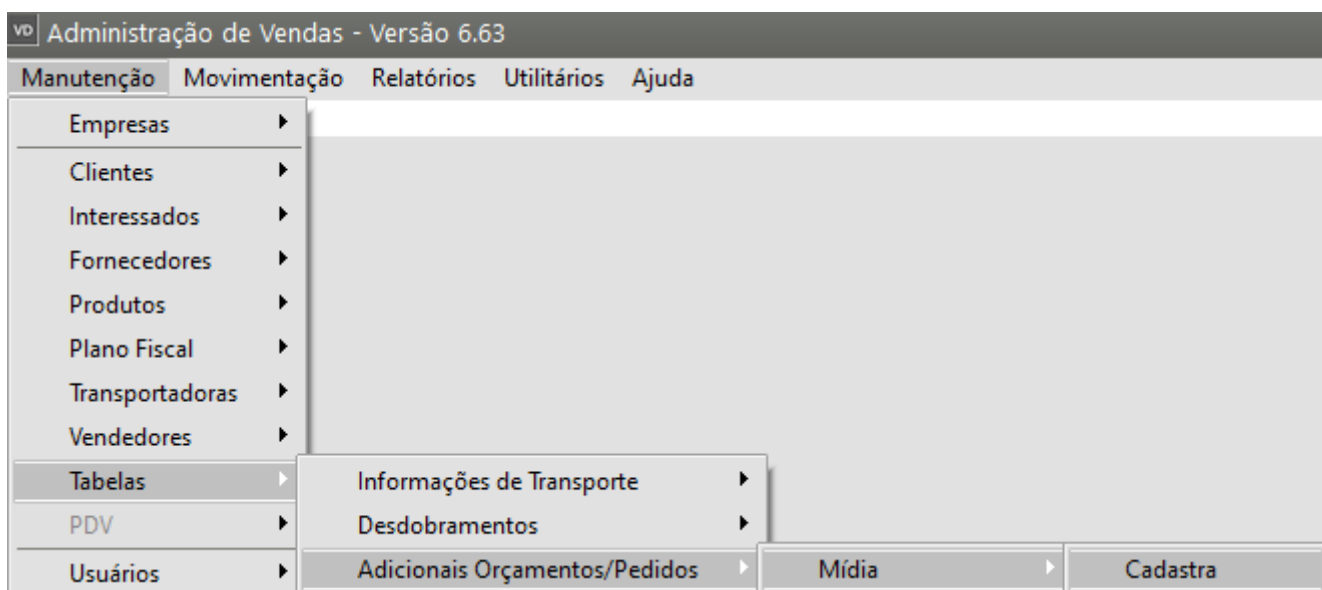 VD Administração de Vendas - Versão 6.63
Manutenção Movimentação Relatórios Utilitários Ajuda
Empresas
Clientes
Interessados
Fornecedores
Produtos
Plano Fiscal
Transportadoras
Vendedores
Tabelas Informações de Transporte
PDV Desdobramentos
Usuários Adicionais Orçamentos/Pedidos Mídia Cadastra